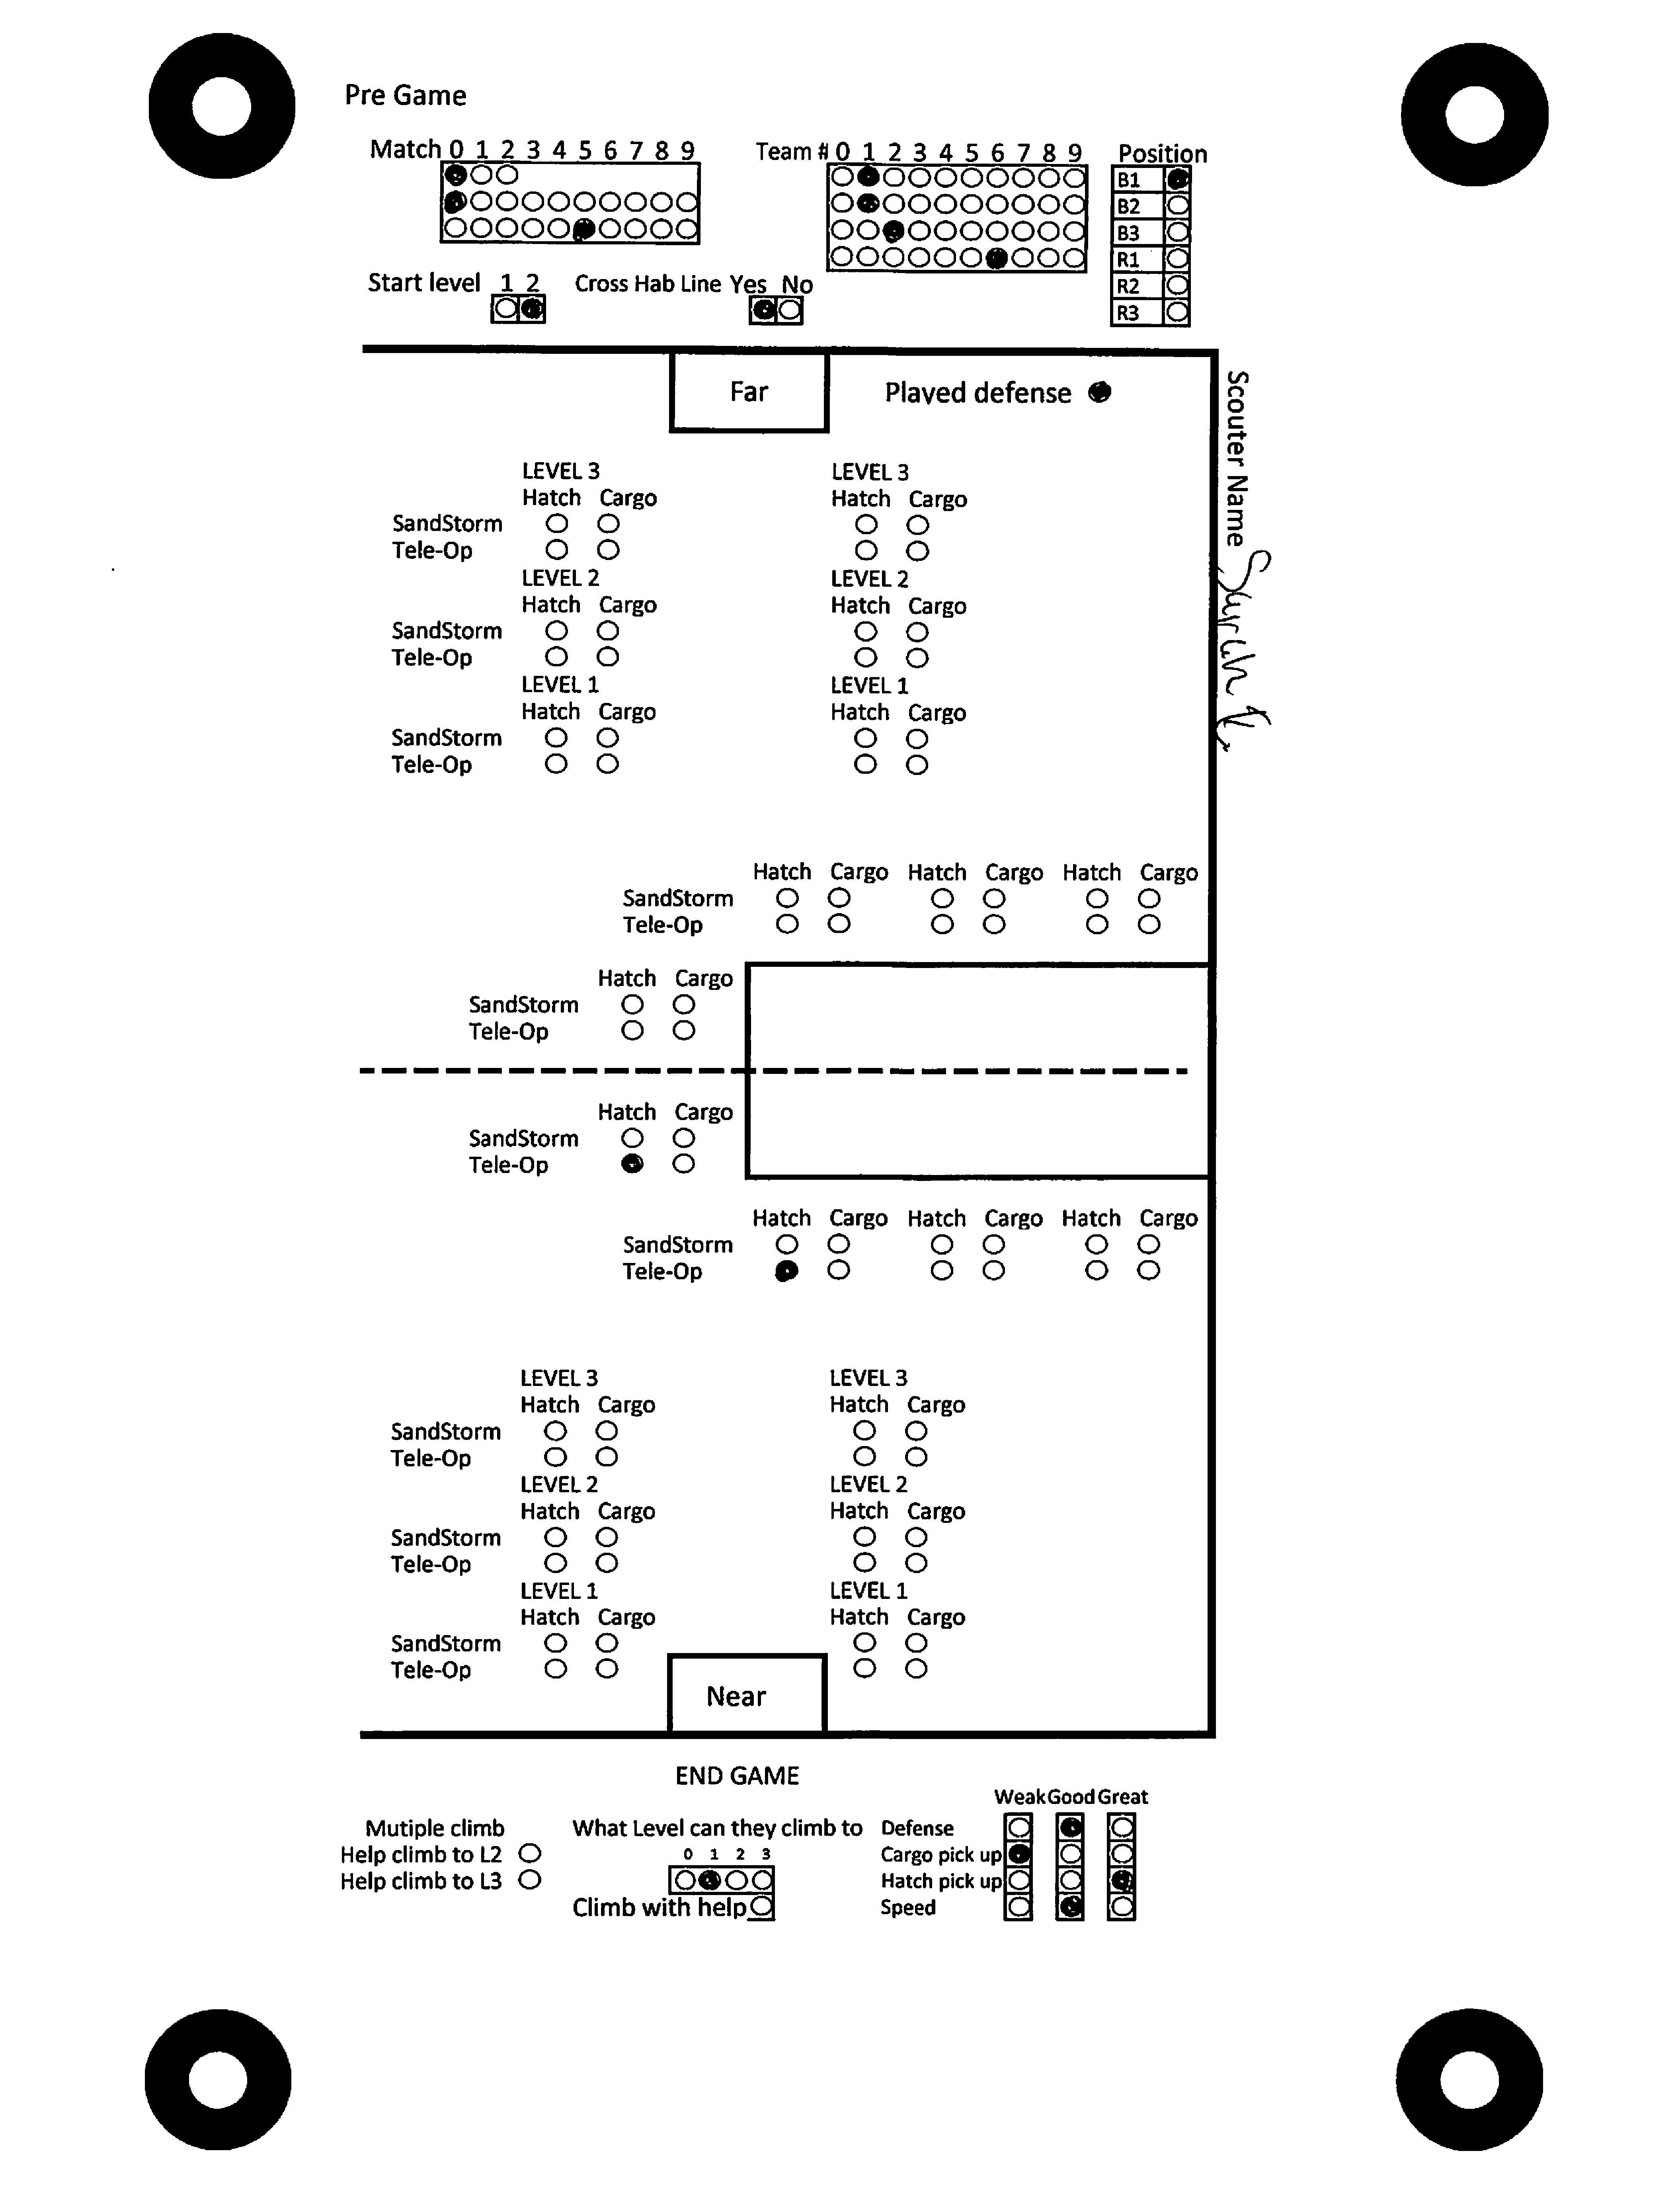 Pre Game
Match 0 1 2 3 4 5 6 7 8 9
Team # 0 1 2 3 4 5 6 7 8 9
Position
B1
B2
B3
R1
R2
R3
Start level 1 2
Cross Hab Line Yes No
Far
Played defense
Scouter Name
LEVEL 3 LEVEL 3
Hatch Cargo Hatch Cargo
SandStorm
Tele-Op
LEVEL 2 LEVEL 2
Hatch Cargo Hatch Cargo
SandStorm
Tele-Op
LEVEL 1 LEVEL 1
Hatch Cargo Hatch Cargo
SandStorm
Tele-Op
Hatch Cargo Hatch Cargo Hatch Cargo
SandStorm
Tele-Op
Hatch Cargo
SandStorm
Tele-Op
Hatch Cargo
SandStorm
Tele-Op
Hatch Cargo Hatch Cargo Hatch Cargo
SandStorm
Tele-Op
LEVEL 3 LEVEL 3
Hatch Cargo Hatch Cargo
SandStorm
Tele-Op
LEVEL 2 LEVEL 2
Hatch Cargo Hatch Cargo
SandStorm
Tele-Op
LEVEL 1 LEVEL 1
Hatch Cargo Hatch Cargo
SandStorm
Tele-Op
Near
END GAME
Mutiple climb
Help climb to L2
Help climb to L3
What Level can they climb to
0 1 2 3
Climb with help
Weak Good Great
Defense
Cargo pick up
Hatch pick up
Speed